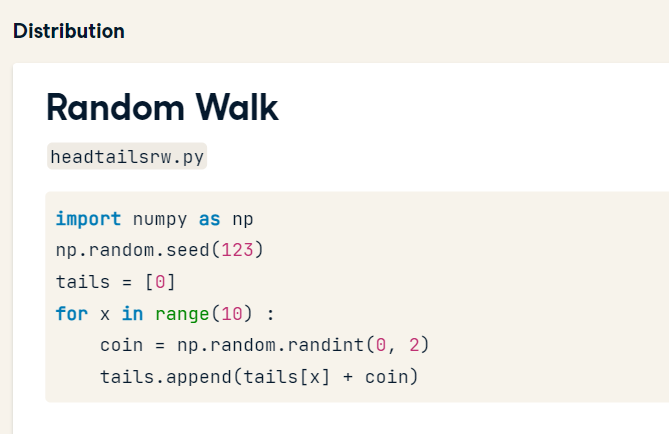 Distribution
Random Walk
headtailsrw.py
import numpy as np
np.random.seed(123)
tails = [0]
for x in range(10) :
    coin = np.random.randint(0, 2)
    tails.append(tails[x] + coin)